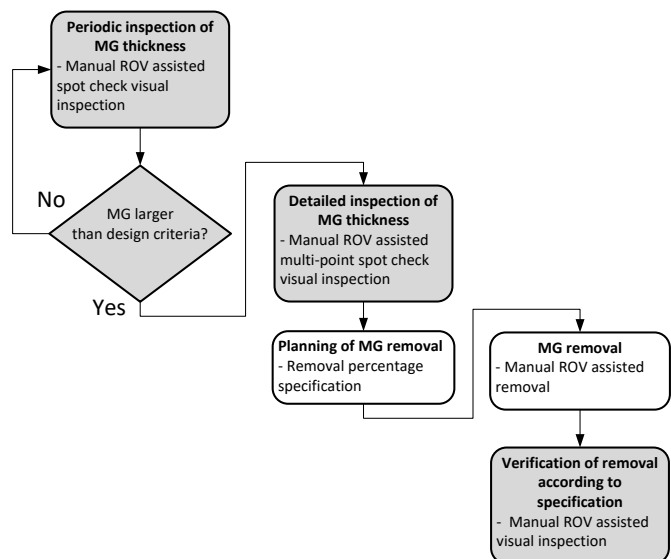 Periodic inspection of
MG thickness
- Manual ROV assisted
spot check visual
inspection
No
MG larger
than design criteria?
Yes
Detailed inspection of
MG thickness
- Manual ROV assisted
multi-point spot check
visual inspection
Planning of MG removal
- Removal percentage
specification
MG removal
- Manual ROV assisted
removal
Verification of removal
according to
specification
- Manual ROV assisted
visual inspection